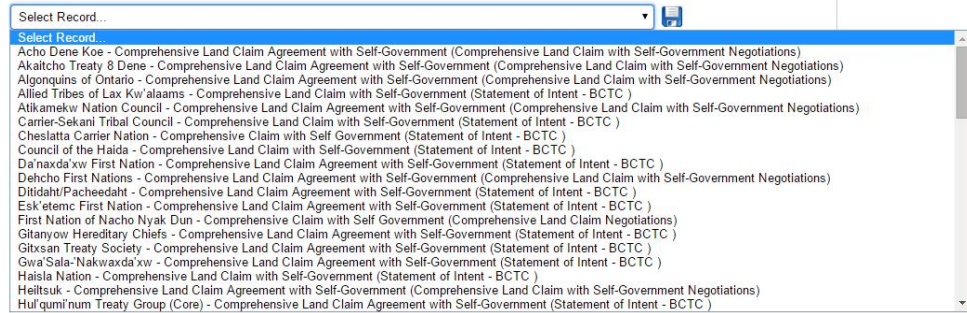 Select Record...
Select Record...
Acho Dene Koe - Comprehensive Land Claim Agreement with Self-Government (Comprehensive Land Claim with Self-Government Negotiations)
Akaitcho Treaty 8 Dene - Comprehensive Land Claim Agreement with Self-Government (Comprehensive Land Claim with Self-Government Negotiations)
Algonquins of Ontario - Comprehensive Land Claim Agreement with Self-Government (Comprehensive Land Claim with Self-Government Negotiations)
Allied Tribes of Lax Kw'alaams - Comprehensive Land Claim with Self-Government (Statement of Intent - BCTC )
Atikamekw Nation Council - Comprehensive Land Claim Agreement with Self-Government (Comprehensive Land Claim with Self-Government Negotiations)
Carrier-Sekani Tribal Council - Comprehensive Land Claim with Self-Government (Statement of Intent - BCTC )
Cheslatta Carrier Nation - Comprehensive Claim with Self Government (Statement of Intent - BCTC )
Council of the Haida - Comprehensive Land Claim with Self-Government (Statement of Intent - BCTC )
Da'naxda'xw First Nation - Comprehensive Land Claim with Self-Government (Statement of Intent - BCTC )
Dehcho First Nations - Comprehensive Land Claim Agreement with Self-Government (Comprehensive Land Claim with Self-Government Negotiations)
Ditidaht/Pacheedaht - Comprehensive Land Claim Agreement with Self-Government (Statement of Intent - BCTC )
Esk'etemc First Nation - Comprehensive Land Claim Agreement with Self-Government (Statement of Intent - BCTC )
First Nation of Nacho Nyak Dun - Comprehensive Claim with Self Government (Comprehensive Land Claim Negotiations)
Gitanyow Hereditary Chiefs - Comprehensive Land Claim Agreement with Self-Government (Statement of Intent - BCTC )
Gitxsan Treaty Society - Comprehensive Land Claim Agreement with Self-Government (Statement of Intent - BCTC )
Gwa'Sala-'Nakwaxda'xw - Comprehensive Land Claim with Self-Government (Statement of Intent - BCTC )
Haisla Nation - Comprehensive Land Claim with Self-Government (Statement of Intent - BCTC )
Heiltsuk - Comprehensive Land Claim Agreement with Self-Government (Comprehensive Land Claim with Self-Government Negotiations)
Hul'qumi'num Treaty Group (Core) - Comprehensive Land Claim Agreement with Self-Government (Statement of Intent - BCTC )